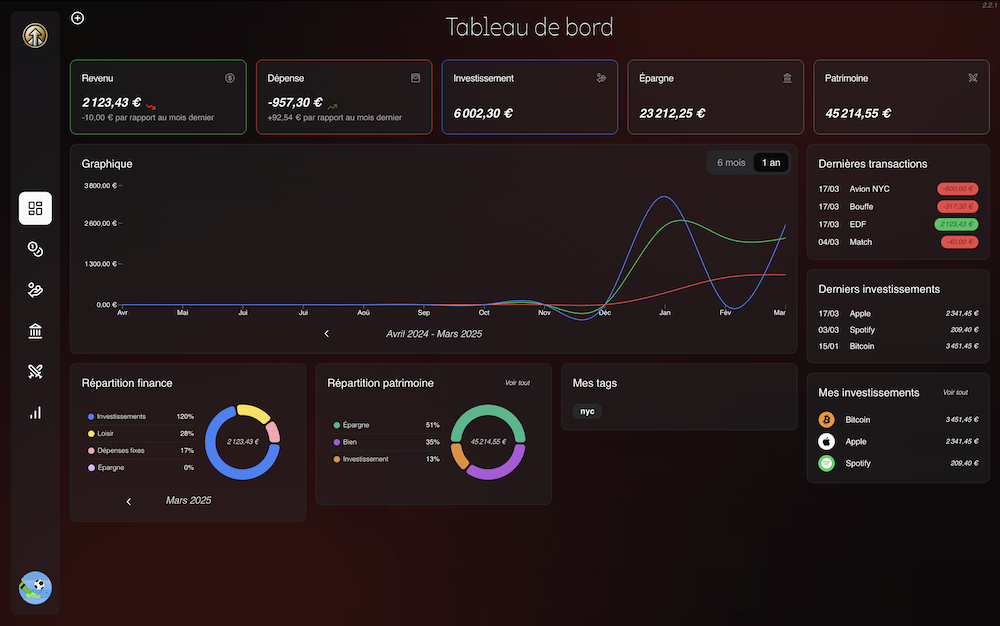 2.2.1
Tableau de bord
Revenu
2 123,43 €
-10,00 € par rapport au mois dernier
Dépense
-957,30 €
+92,54 € par rapport au mois dernier
Investissement
6 002,30 €
Épargne
23 212,25 €
Patrimoine
45 214,55 €
Graphique
6 mois 1 an
3 800,00 €
2 600,00 €
1 300,00 €
0.00 €
Avr Mai Jui Jui Aoû Sep Oct Nov Déc Jan Fév Mar
Avril 2024 - Mars 2025
Dernières transactions
17/03 Avion NYC -600,00 €
17/03 Bouffe -317,30 €
17/03 EDF 2 123,43 €
04/03 Match -40,00 €
Derniers investissements
17/03 Apple 2 341,45 €
03/03 Spotify 209,40 €
15/01 Bitcoin 3 451,45 €
Répartition finance
Investissements 120%
Loisir 28%
Dépenses fixes 17%
Épargne 0%
2 123,43 €
Mars 2025
Répartition patrimoine Voir tout
Épargne 51%
Bien 35%
Investissement 13%
45 214,55 €
Mes tags
nyc
Mes investissements Voir tout
Bitcoin 3 451,45 €
Apple 2 341,45 €
Spotify 209,40 €